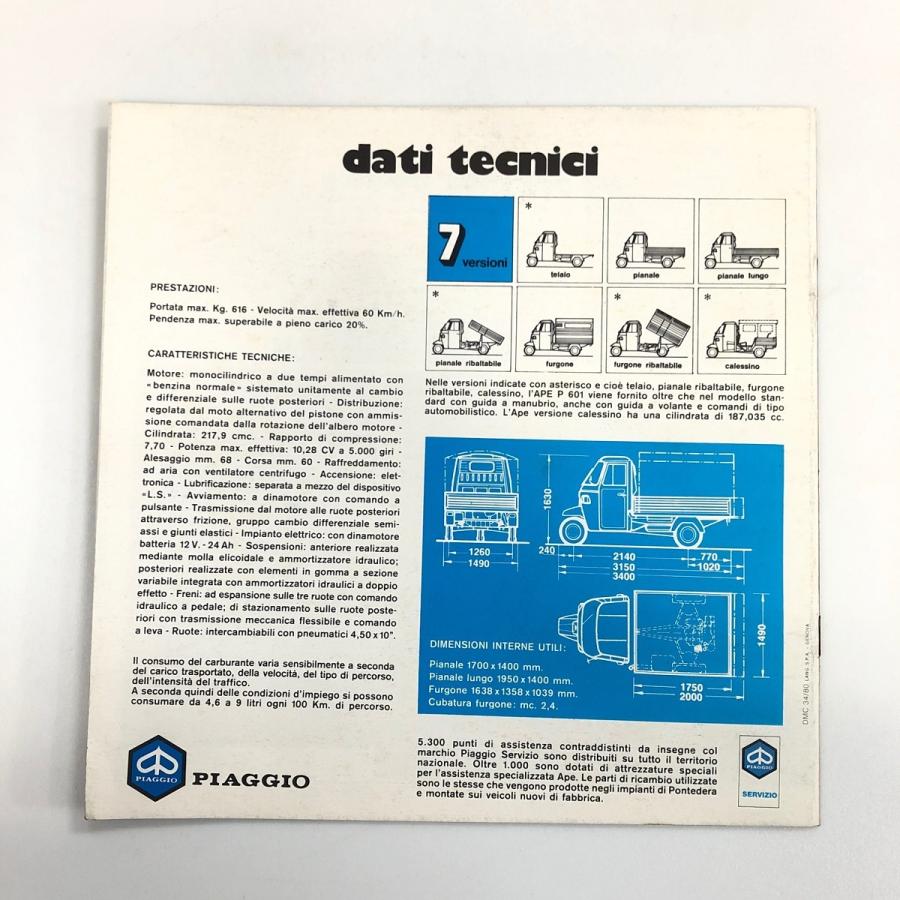 dati tecnici
7 versioni
*
telaio
pianale
pianale lungo
*
pianale ribaltabile
furgone
*
furgone ribaltabile
*
calessino
PRESTAZIONI:
Portata max. Kg. 616 - Velocità max. effettiva 60 Km/h.
Pendenza max. superabile a pieno carico 20%.
CARATTERISTICHE TECNICHE:
Motore: monocilindrico a due tempi alimentato con
«benzina normale» sistemato unitamente al cambio
e differenziale sulle ruote posteriori - Distribuzione:
regolata dal moto alternativo del pistone con ammis-
sione comandata dalla rotazione dell'albero motore -
Cilindrata: 217,9 cmc. - Rapporto di compressione:
7,70 - Potenza max. effettiva: 10,28 CV a 5.000 giri -
Alesaggio mm. 68 - Corsa mm. 60 - Raffreddamento:
ad aria con ventilatore centrifugo - Accensione: elet-
tronica - Lubrificazione: separata a mezzo del dispositivo
«L.S.» - Avviamento: a dinamotore con comando a
pulsante - Trasmissione dal motore alle ruote posteriori
attraverso frizione, gruppo cambio differenziale semi-
assi e giunti elastici - Impianto elettrico: con dinamotore
batteria 12 V. - 24 Ah - Sospensioni: anteriore realizzata
mediante molla elicoidale e ammortizzatore idraulico;
posteriori realizzate con elementi in gomma a sezione
variabile integrata con ammortizzatori idraulici a doppio
effetto - Freni: ad espansione sulle tre ruote con comando
idraulico a pedale; di stazionamento sulle ruote poste-
riori con trasmissione meccanica flessibile e comando
a leva - Ruote: intercambiabili con pneumatici 4,50 x 10".
Il consumo del carburante varia sensibilmente a seconda
del carico trasportato, della velocità, del tipo di percorso,
dell'intensità del traffico.
A seconda quindi delle condizioni d'impiego si possono
consumare da 4,6 a 9 litri ogni 100 Km. di percorso.
PIAGGIO
PIAGGIO
Nelle versioni indicate con asterisco e cioè telaio, pianale ribaltabile, furgone
ribaltabile, calessino, l'APE P 601 viene fornito oltre che nel modello stan-
dard con guida a manubrio, anche con guida a volante e comandi di tipo
automobilistico. L'Ape versione calessino ha una cilindrata di 187,035 cc.
1260
1490
1630
240
2140
770
3150
1020
3400
1490
1750
2000
DIMENSIONI INTERNE UTILI:
Pianale 1700 x 1400 mm.
Pianale lungo 1950 x 1400 mm.
Furgone 1638 x 1358 x 1039 mm.
Cubatura furgone: mc. 2,4.
DMC 34/80 LANG S.P.A. - GENOVA
5.300 punti di assistenza contraddistinti da insegne col
marchio Piaggio Servizio sono distribuiti su tutto il territorio
nazionale. Oltre 1.000 sono dotati di attrezzature speciali
per l'assistenza specializzata Ape. Le parti di ricambio utilizzate
sono le stesse che vengono prodotte negli impianti di Pontedera
e montate sui veicoli nuovi di fabbrica.
PIAGGIO
SERVIZIO